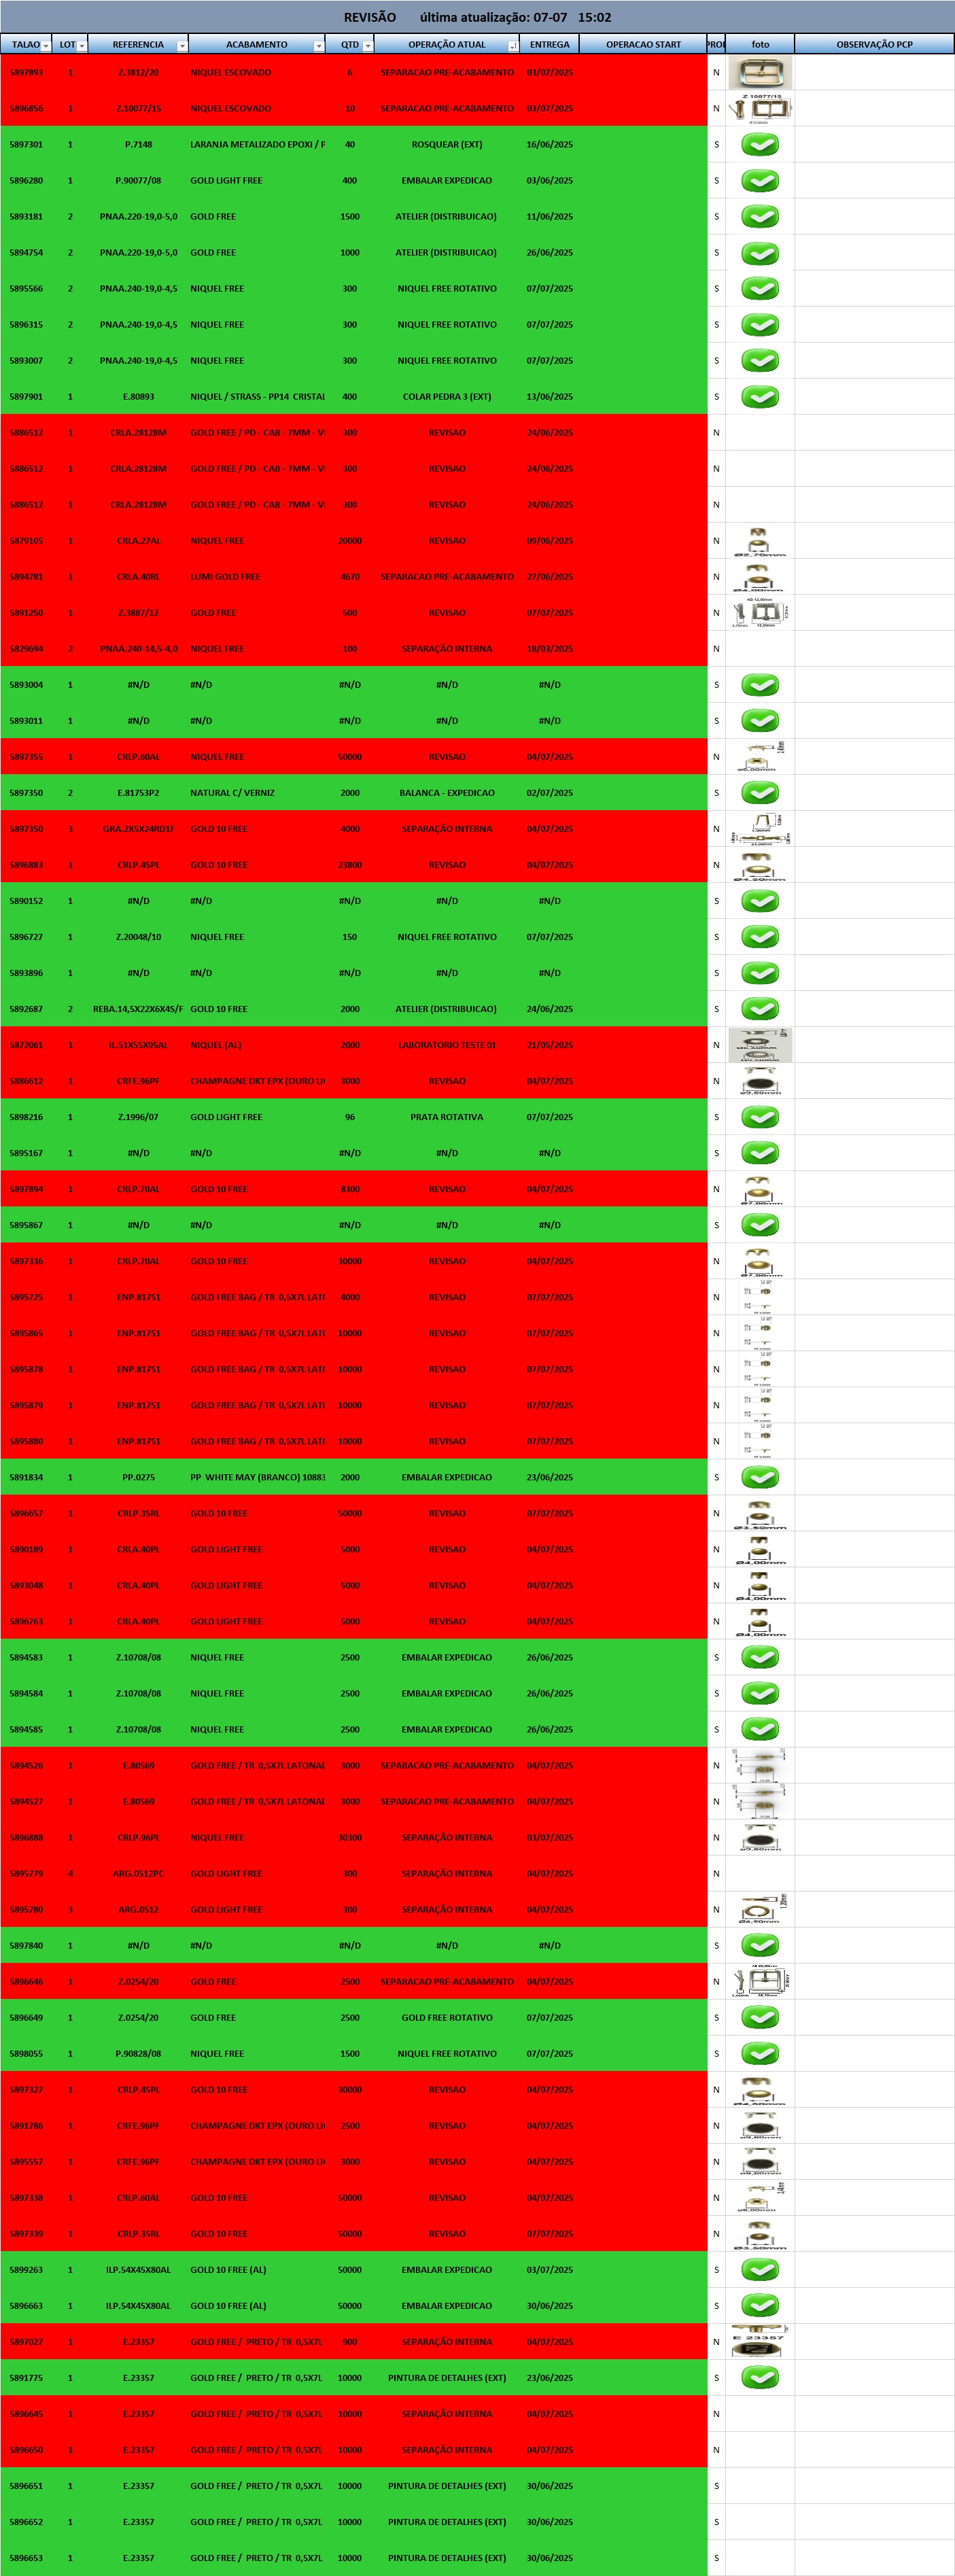 REVISÃO última atualização: 07-07 15:02
TALAO LOT REFERENCIA ACABAMENTO QTD OPERAÇÃO ATUAL ENTREGA OPERACAO START PROI foto OBSERVAÇÃO PCP
5897893 1 Z.3812/20 NIQUEL ESCOVADO 6 SEPARACAO PRE-ACABAMENTO 03/07/2025 N
5896856 1 Z.10077/15 NIQUEL ESCOVADO 10 SEPARACAO PRE-ACABAMENTO 03/07/2025 N Z 10077/15
5897301 1 P.7148 LARANJA METALIZADO EPOXI / P 40 ROSQUEAR (EXT) 16/06/2025 S
5896280 1 P.90077/08 GOLD LIGHT FREE 400 EMBALAR EXPEDICAO 03/06/2025 S
5893181 2 PNAA.220-19,0-5,0 GOLD FREE 1500 ATELIER (DISTRIBUICAO) 11/06/2025 S
5894754 2 PNAA.220-19,0-5,0 GOLD FREE 1000 ATELIER (DISTRIBUICAO) 26/06/2025 S
5895566 2 PNAA.240-19,0-4,5 NIQUEL FREE 300 NIQUEL FREE ROTATIVO 07/07/2025 S
5896315 2 PNAA.240-19,0-4,5 NIQUEL FREE 300 NIQUEL FREE ROTATIVO 07/07/2025 S
5893007 2 PNAA.240-19,0-4,5 NIQUEL FREE 300 NIQUEL FREE ROTATIVO 07/07/2025 S
5897901 1 E.80893 NIQUEL / STRASS - PP14 CRISTAL 400 COLAR PEDRA 3 (EXT) 13/06/2025 S
5886512 1 CRLA.28128M GOLD FREE / PD - CAB - 7MM - V 300 REVISAO 24/06/2025 N
5886512 1 CRLA.28128M GOLD FREE / PD - CAB - 7MM - V 300 REVISAO 24/06/2025 N
5886512 1 CRLA.28128M GOLD FREE / PD - CAB - 7MM - V 300 REVISAO 24/06/2025 N
5879105 1 CRLA.27AL NIQUEL FREE 20000 REVISAO 09/06/2025 N Ø2,70mm
5894781 1 CRLA.40RL LUMI GOLD FREE 4670 SEPARACAO PRE-ACABAMENTO 27/06/2025 N Ø4,00mm
5891250 1 Z.3887/12 GOLD FREE 500 REVISAO 07/07/2025 N
5829694 2 PNAA.240-14,5-4,0 NIQUEL FREE 100 SEPARAÇÃO INTERNA 18/03/2025 N
5893004 1 #N/D #N/D #N/D #N/D #N/D S
5893011 1 #N/D #N/D #N/D #N/D #N/D S
5897355 1 CRLP.60AL NIQUEL FREE 50000 REVISAO 04/07/2025 N
5897350 2 E.81753P2 NATURAL C/ VERNIZ 2000 BALANCA - EXPEDICAO 02/07/2025 S
5897350 3 GRA.2X5X24RD1F GOLD 10 FREE 4000 SEPARAÇÃO INTERNA 04/07/2025 N
5896883 1 CRLP.45PL GOLD 10 FREE 23800 REVISAO 04/07/2025 N Ø4,50mm
5890152 1 #N/D #N/D #N/D #N/D #N/D S
5896727 1 Z.20048/10 NIQUEL FREE 150 NIQUEL FREE ROTATIVO 07/07/2025 S
5893896 1 #N/D #N/D #N/D #N/D #N/D S
5892687 2 REBA.14,5X22X6X4S/F GOLD 10 FREE 2000 ATELIER (DISTRIBUICAO) 24/06/2025 S
5872061 1 IL.51X55X95AL NIQUEL (AL) 2000 LABORATORIO TESTE 01 21/05/2025 N
5886612 1 CRFE.96PF CHAMPAGNE DKT EPX (OURO LI 3000 REVISAO 04/07/2025 N
5898216 1 Z.1996/07 GOLD LIGHT FREE 96 PRATA ROTATIVA 07/07/2025 S
5895167 1 #N/D #N/D #N/D #N/D #N/D S
5897894 1 CRLP.70AL GOLD 10 FREE 8300 REVISAO 04/07/2025 N Ø7,00mm
5895867 1 #N/D #N/D #N/D #N/D #N/D S
5897336 1 CRLP.70AL GOLD 10 FREE 30000 REVISAO 04/07/2025 N Ø7,00mm
5895725 1 ENP.81751 GOLD FREE BAG / TR 0,5X7L LAT 4000 REVISAO 07/07/2025 N
5895865 1 ENP.81751 GOLD FREE BAG / TR 0,5X7L LAT 10000 REVISAO 07/07/2025 N
5895878 1 ENP.81751 GOLD FREE BAG / TR 0,5X7L LAT 10000 REVISAO 07/07/2025 N
5895879 1 ENP.81751 GOLD FREE BAG / TR 0,5X7L LAT 10000 REVISAO 07/07/2025 N
5895880 1 ENP.81751 GOLD FREE BAG / TR 0,5X7L LAT 10000 REVISAO 07/07/2025 N
5891834 1 PP.0275 PP WHITE MAY (BRANCO) 10883 2000 EMBALAR EXPEDICAO 23/06/2025 S
5896657 1 CRLP.35RL GOLD 10 FREE 50000 REVISAO 07/07/2025 N Ø3,50mm
5890189 1 CRLA.40PL GOLD LIGHT FREE 5000 REVISAO 04/07/2025 N Ø4,00mm
5893048 1 CRLA.40PL GOLD LIGHT FREE 5000 REVISAO 04/07/2025 N Ø4,00mm
5896763 1 CRLA.40PL GOLD LIGHT FREE 5000 REVISAO 04/07/2025 N Ø4,00mm
5894583 1 Z.10708/08 NIQUEL FREE 2500 EMBALAR EXPEDICAO 26/06/2025 S
5894584 1 Z.10708/08 NIQUEL FREE 2500 EMBALAR EXPEDICAO 26/06/2025 S
5894585 1 Z.10708/08 NIQUEL FREE 2500 EMBALAR EXPEDICAO 26/06/2025 S
5894526 1 E.80569 GOLD FREE / TR 0,5X7L LATONAD 3000 SEPARACAO PRE-ACABAMENTO 04/07/2025 N
5894527 1 E.80569 GOLD FREE / TR 0,5X7L LATONAD 3000 SEPARACAO PRE-ACABAMENTO 04/07/2025 N
5896888 1 CRLP.96PL NIQUEL FREE 30300 SEPARAÇÃO INTERNA 03/07/2025 N
5895779 4 ARG.0512PC GOLD LIGHT FREE 300 SEPARAÇÃO INTERNA 04/07/2025 N
5895780 3 ARG.0512 GOLD LIGHT FREE 300 SEPARAÇÃO INTERNA 04/07/2025 N Ø6,90mm
5897840 1 #N/D #N/D #N/D #N/D #N/D S
5896646 1 Z.0254/20 GOLD FREE 2500 SEPARACAO PRE-ACABAMENTO 04/07/2025 N
5896649 1 Z.0254/20 GOLD FREE 2500 GOLD FREE ROTATIVO 07/07/2025 S
5898055 1 P.90828/08 NIQUEL FREE 1500 NIQUEL FREE ROTATIVO 07/07/2025 S
5897327 1 CRLP.45PL GOLD 10 FREE 30000 REVISAO 04/07/2025 N Ø4,50mm
5891786 1 CRFE.96PF CHAMPAGNE DKT EPX (OURO LI 2500 REVISAO 04/07/2025 N
5895557 1 CRFE.96PF CHAMPAGNE DKT EPX (OURO LI 3000 REVISAO 04/07/2025 N
5897338 1 CRLP.60AL GOLD 10 FREE 50000 REVISAO 04/07/2025 N
5897339 1 CRLP.35RL GOLD 10 FREE 50000 REVISAO 07/07/2025 N Ø3,50mm
5899263 1 ILP.54X45X80AL GOLD 10 FREE (AL) 50000 EMBALAR EXPEDICAO 03/07/2025 S
5896663 1 ILP.54X45X80AL GOLD 10 FREE (AL) 50000 EMBALAR EXPEDICAO 30/06/2025 S
5897027 1 E.23357 GOLD FREE / PRETO / TR 0,5X7L 900 SEPARAÇÃO INTERNA 04/07/2025 N E 23357
5891775 1 E.23357 GOLD FREE / PRETO / TR 0,5X7L 10000 PINTURA DE DETALHES (EXT) 23/06/2025 S
5896645 1 E.23357 GOLD FREE / PRETO / TR 0,5X7L 10000 SEPARAÇÃO INTERNA 04/07/2025 N
5896650 1 E.23357 GOLD FREE / PRETO / TR 0,5X7L 10000 SEPARAÇÃO INTERNA 04/07/2025 N
5896651 1 E.23357 GOLD FREE / PRETO / TR 0,5X7L 10000 PINTURA DE DETALHES (EXT) 30/06/2025 S
5896652 1 E.23357 GOLD FREE / PRETO / TR 0,5X7L 10000 PINTURA DE DETALHES (EXT) 30/06/2025 S
5896653 1 E.23357 GOLD FREE / PRETO / TR 0,5X7L 10000 PINTURA DE DETALHES (EXT) 30/06/2025 S